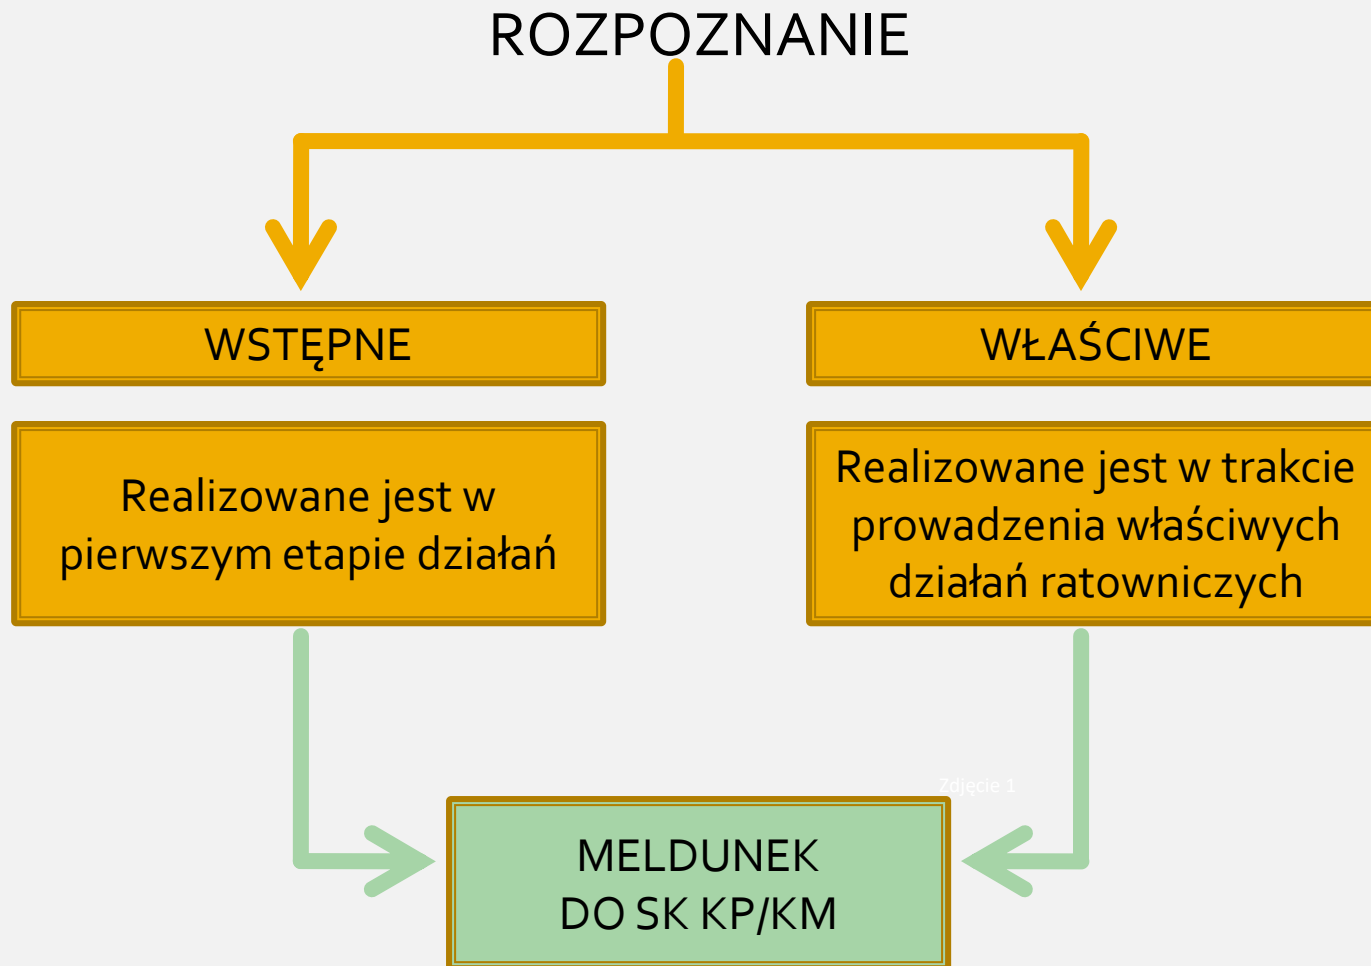 ROZPOZNANIE
WSTĘPNE
WŁAŚCIWE
Realizowane jest w
pierwszym etapie działań
Realizowane jest w trakcie
prowadzenia właściwych
działań ratowniczych
Zdjęcie 1
MELDUNEK
DO SK KP/KM